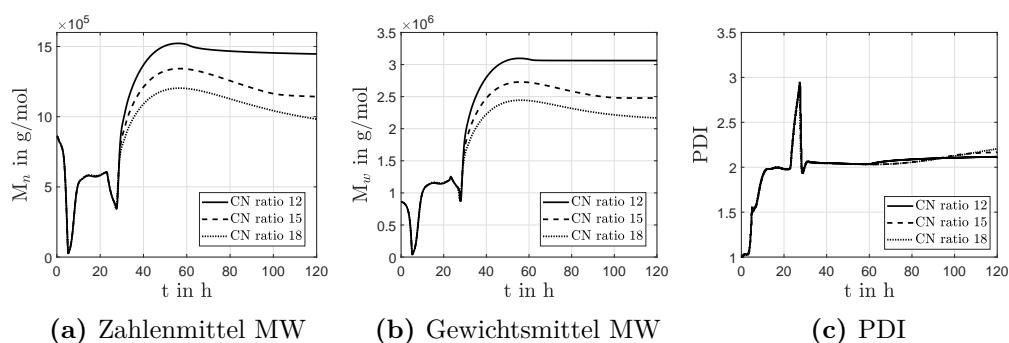 ×10⁵
15
10
5
0
M_n in g/mol
0 20 40 60 80 100 120
t in h
CN ratio 12
CN ratio 15
CN ratio 18
(a) Zahlenmittel MW
×10⁶
3.5
3
2.5
2
1.5
1
0.5
0
M_w in g/mol
0 20 40 60 80 100 120
t in h
CN ratio 12
CN ratio 15
CN ratio 18
(b) Gewichtsmittel MW
3.5
3
2.5
2
1.5
1
PDI
0 20 40 60 80 100 120
t in h
CN ratio 12
CN ratio 15
CN ratio 18
(c) PDI